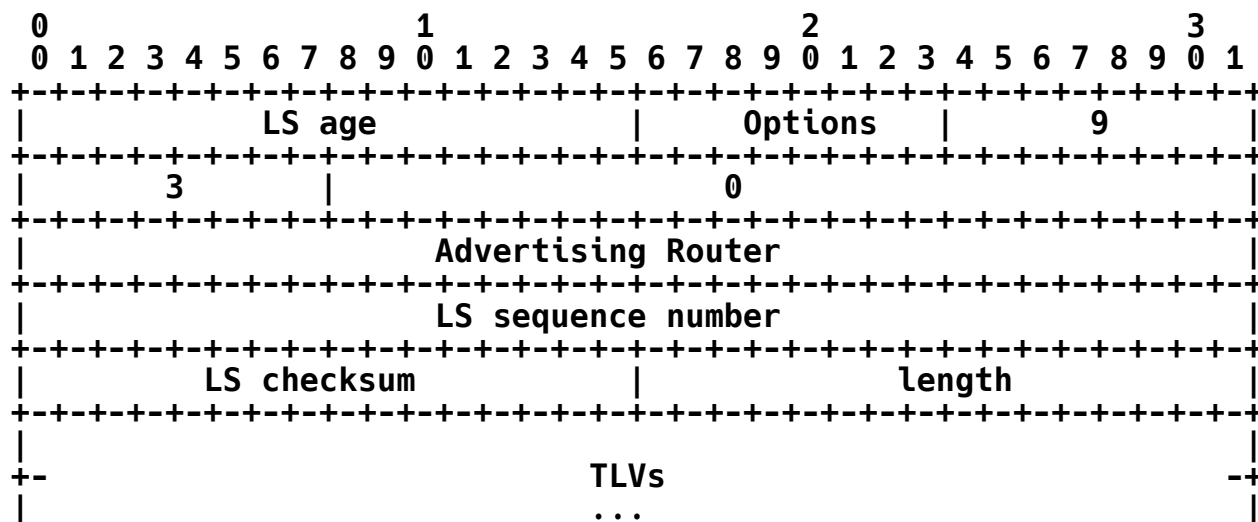 0                   1                   2                   3
 0 1 2 3 4 5 6 7 8 9 0 1 2 3 4 5 6 7 8 9 0 1 2 3 4 5 6 7 8 9 0 1
+-+-+-+-+-+-+-+-+-+-+-+-+-+-+-+-+-+-+-+-+-+-+-+-+-+-+-+-+-+-+-+-+
|            LS age             |     Options   |       9       |
+-+-+-+-+-+-+-+-+-+-+-+-+-+-+-+-+-+-+-+-+-+-+-+-+-+-+-+-+-+-+-+-+
|       3       |                    0                          |
+-+-+-+-+-+-+-+-+-+-+-+-+-+-+-+-+-+-+-+-+-+-+-+-+-+-+-+-+-+-+-+-+
|                     Advertising Router                        |
+-+-+-+-+-+-+-+-+-+-+-+-+-+-+-+-+-+-+-+-+-+-+-+-+-+-+-+-+-+-+-+-+
|                     LS sequence number                        |
+-+-+-+-+-+-+-+-+-+-+-+-+-+-+-+-+-+-+-+-+-+-+-+-+-+-+-+-+-+-+-+-+
|         LS checksum           |             length            |
+-+-+-+-+-+-+-+-+-+-+-+-+-+-+-+-+-+-+-+-+-+-+-+-+-+-+-+-+-+-+-+-+
|                                                               |
+-                            TLVs                             -+
|                             ...                               |